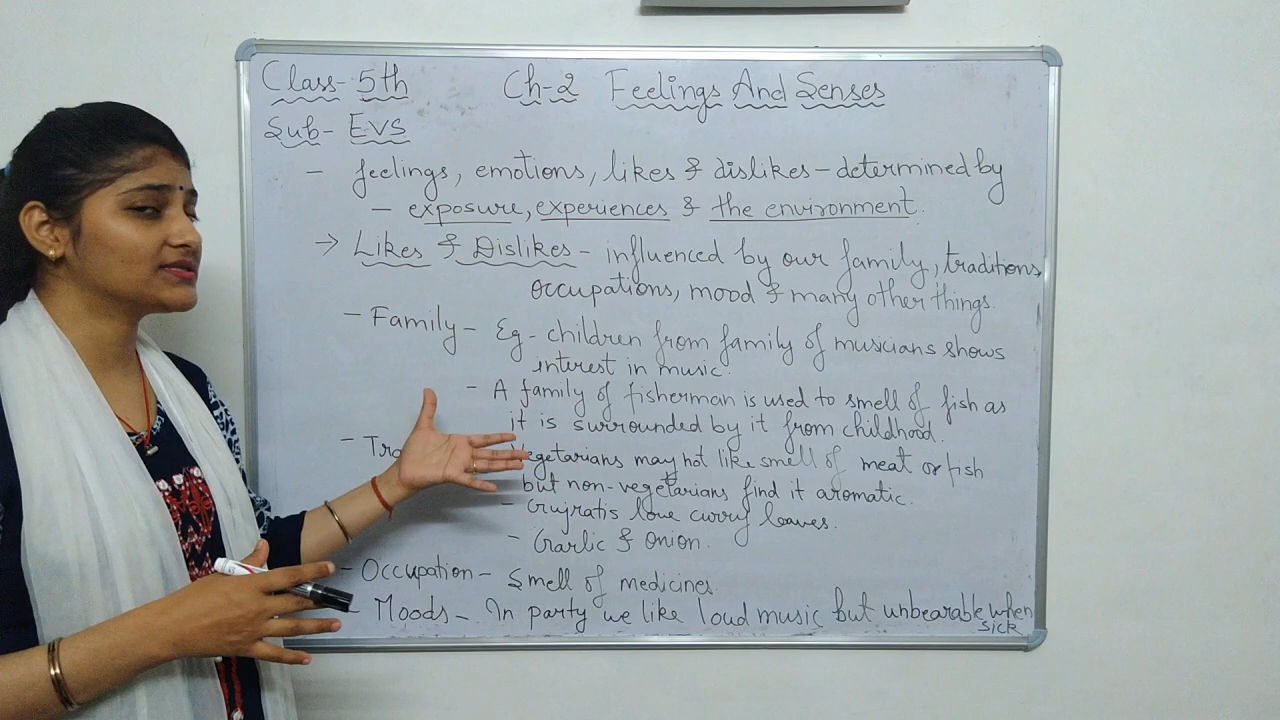 Class- 5th Ch-2 Feelings And Senses
Sub- EVS
- feelings, emotions, likes & dislikes - determined by
- exposure, experiences & the environment.
→ Likes & Dislikes - influenced by our family, traditions,
occupations, mood & many other things.
- Family - Eg - children from family of musicians shows
interest in music.
- A family of fisherman is used to smell of fish as
it is surrounded by it from childhood.
- Tra Vegetarians may not like smell of meat or fish
but non-vegetarians find it aromatic.
- Gujratis love curry leaves.
- Garlic & onion.
- Occupation - Smell of medicines.
- Moods - In party we like loud music but unbearable when
sick